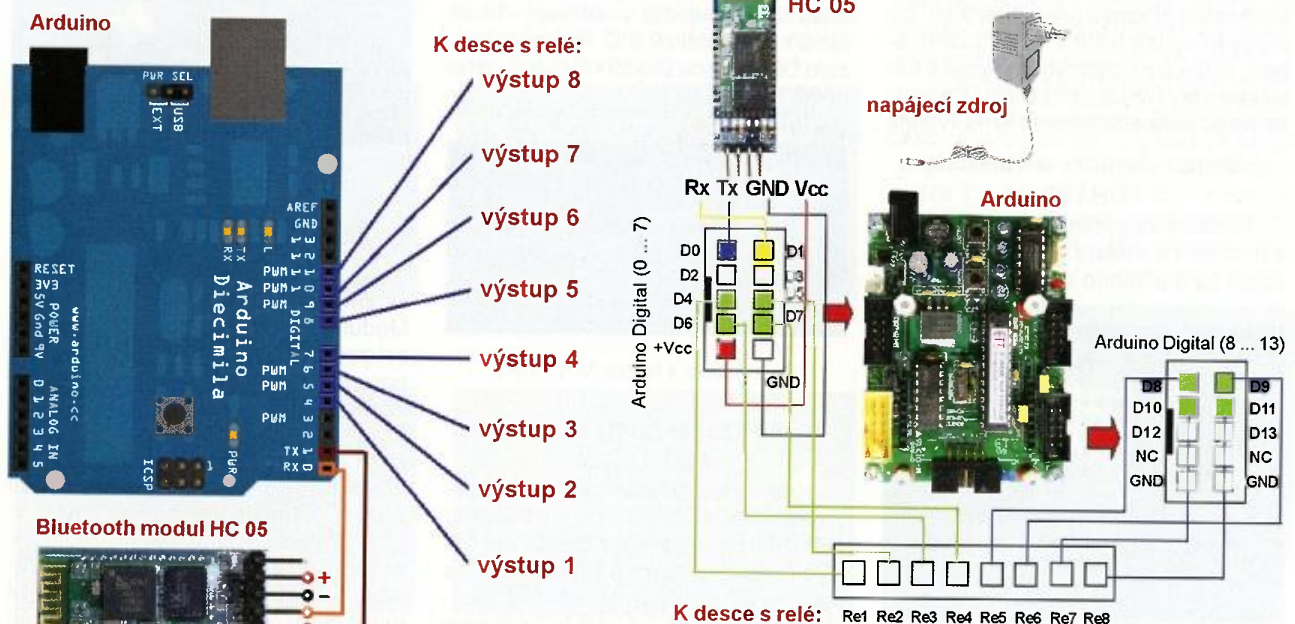 Arduino
PWR SEL
EXT
USB
AREF
GND
13
12
11
10
9
8
7
6
5
4
3
2
TX 1
RX 0
PWM
PWM
PWM
PWM
PWM
PWM
DIGITAL
RX
TX
L
Arduino
Diecimila
www.arduino.cc
RESET
3V3
5V Gnd 9V
POWER
ANALOG IN
0 1 2 3 4 5
ICSP
1
PWR
Bluetooth modul HC 05
+
-
K desce s relé:
výstup 8
výstup 7
výstup 6
výstup 5
výstup 4
výstup 3
výstup 2
výstup 1
HC 05
Rx Tx GND Vcc
Arduino Digital (0 ... 7)
D0 D1
D2
D4
D6 D7
+Vcc
GND
napájecí zdroj
Arduino
Arduino Digital (8 ... 13)
D8 D9
D10 D11
D12 D13
NC NC
GND GND
K desce s relé: Re1 Re2 Re3 Re4 Re5 Re6 Re7 Re8